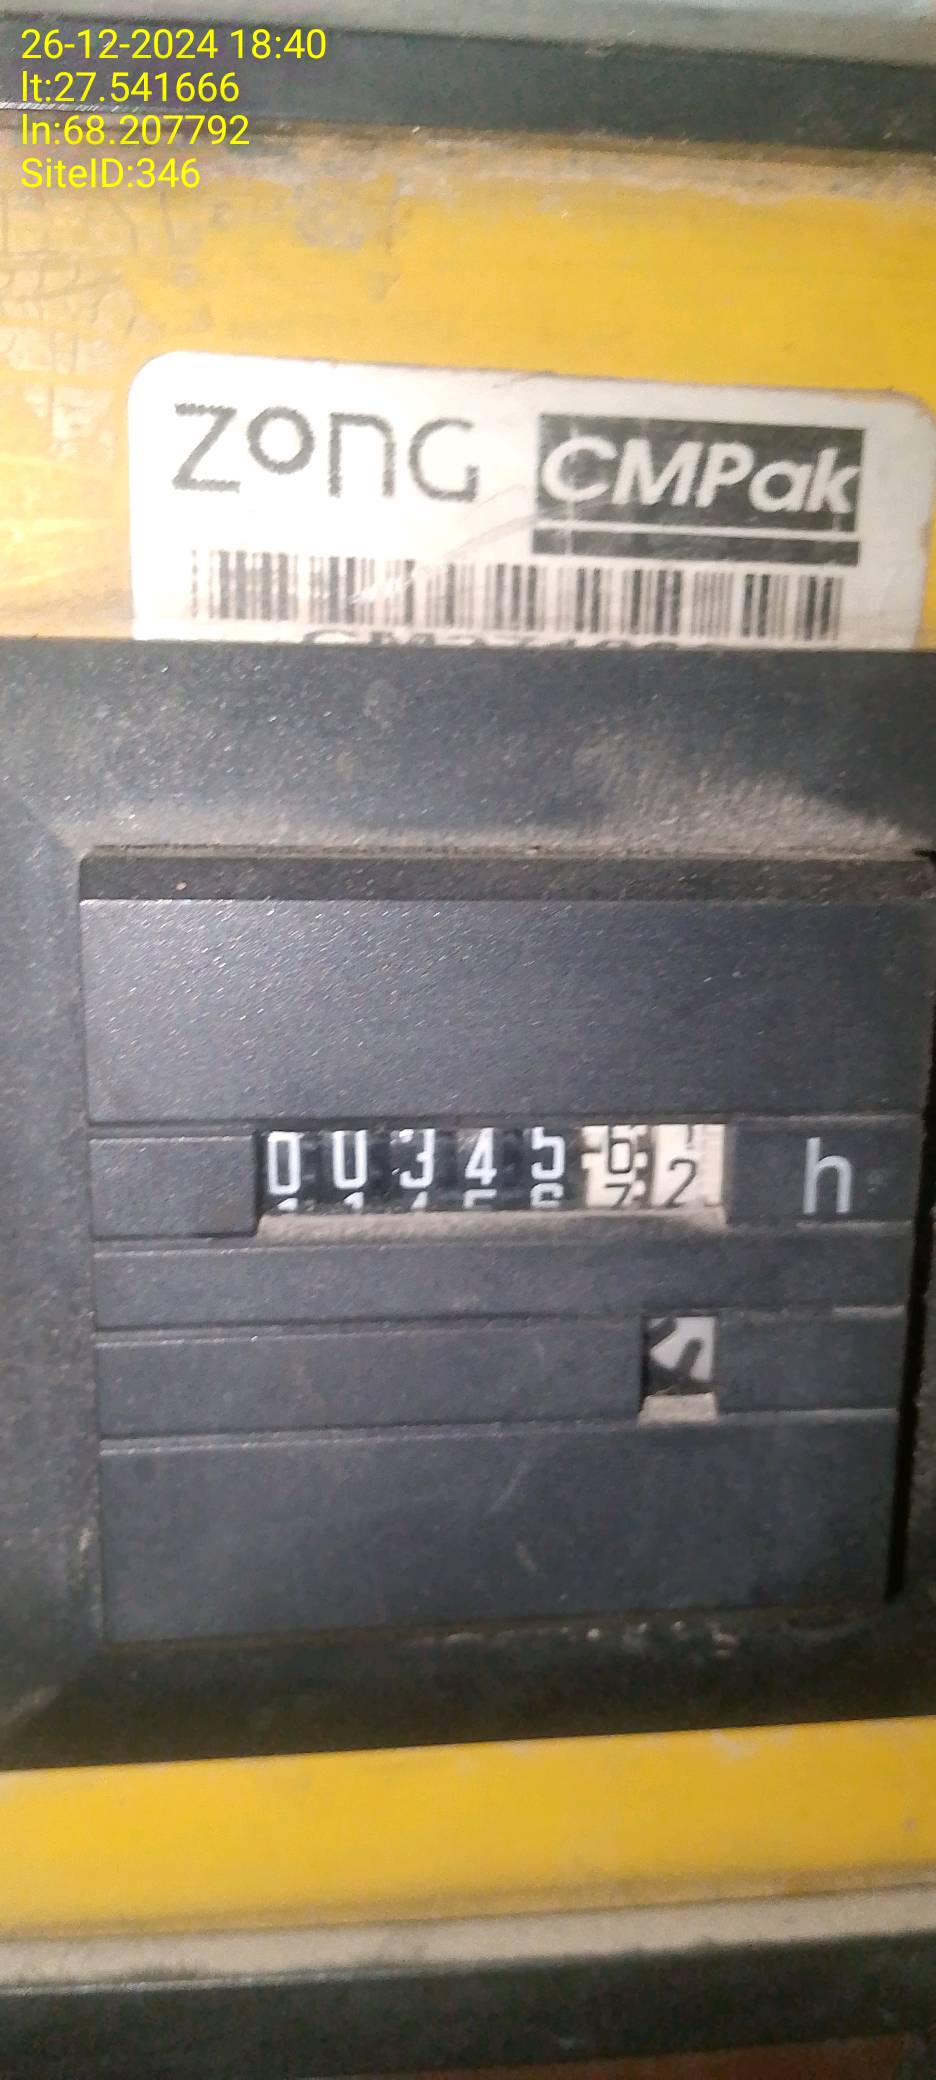 26-12-2024 18:40
lt:27.541666
ln:68.207792
SiteID:346
ZONG CMPak
0034562 h